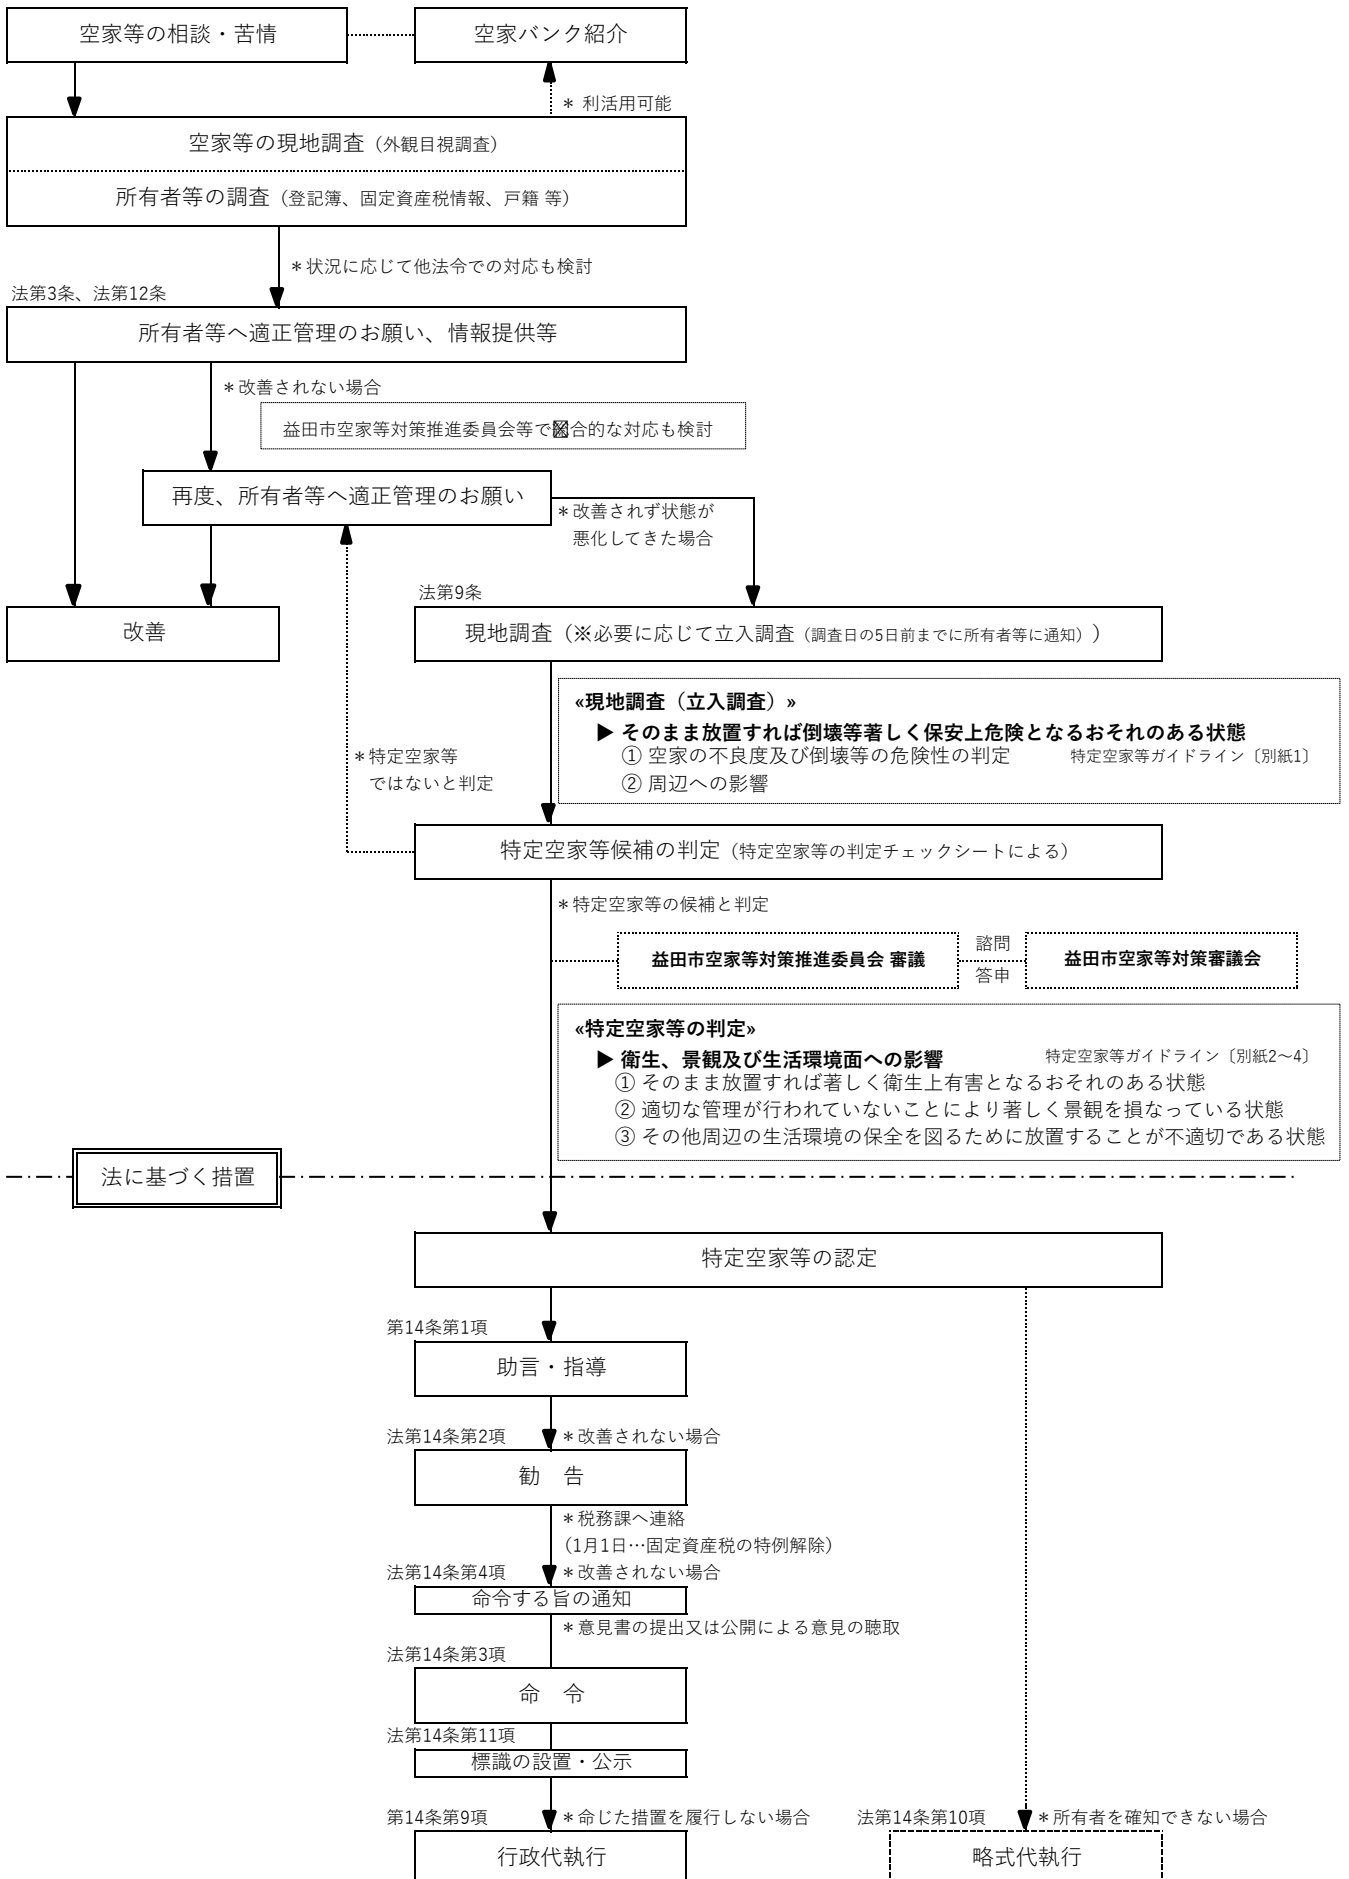 空家等の相談・苦情
空家バンク紹介
＊ 利活用可能
空家等の現地調査（外観目視調査）
所有者等の調査（登記簿、固定資産税情報、戸籍 等）
＊状況に応じて他法令での対応も検討
法第3条、法第12条
所有者等へ適正管理のお願い、情報提供等
＊改善されない場合
益田市空家等対策推進委員会等で合的な対応も検討
再度、所有者等へ適正管理のお願い
＊改善されず状態が
悪化してきた場合
法第9条
改善
現地調査（※必要に応じて立入調査（調査日の5日前までに所有者等に通知））
«現地調査（立入調査）»
▶ そのまま放置すれば倒壊等著しく保安上危険となるおそれのある状態
① 空家の不良度及び倒壊等の危険性の判定 特定空家等ガイドライン〔別紙1〕
② 周辺への影響
＊特定空家等
ではないと判定
特定空家等候補の判定（特定空家等の判定チェックシートによる）
＊特定空家等の候補と判定
益田市空家等対策推進委員会 審議
諮問
答申
益田市空家等対策審議会
«特定空家等の判定»
▶ 衛生、景観及び生活環境面への影響 特定空家等ガイドライン〔別紙2～4〕
① そのまま放置すれば著しく衛生上有害となるおそれのある状態
② 適切な管理が行われていないことにより著しく景観を損なっている状態
③ その他周辺の生活環境の保全を図るために放置することが不適切である状態
法に基づく措置
特定空家等の認定
第14条第1項
助言・指導
法第14条第2項
＊改善されない場合
勧　告
＊税務課へ連絡
（1月1日…固定資産税の特例解除）
法第14条第4項
＊改善されない場合
命令する旨の通知
＊意見書の提出又は公開による意見の聴取
法第14条第3項
命　令
法第14条第11項
標識の設置・公示
第14条第9項
＊命じた措置を履行しない場合
法第14条第10項
＊所有者を確知できない場合
行政代執行
略式代執行